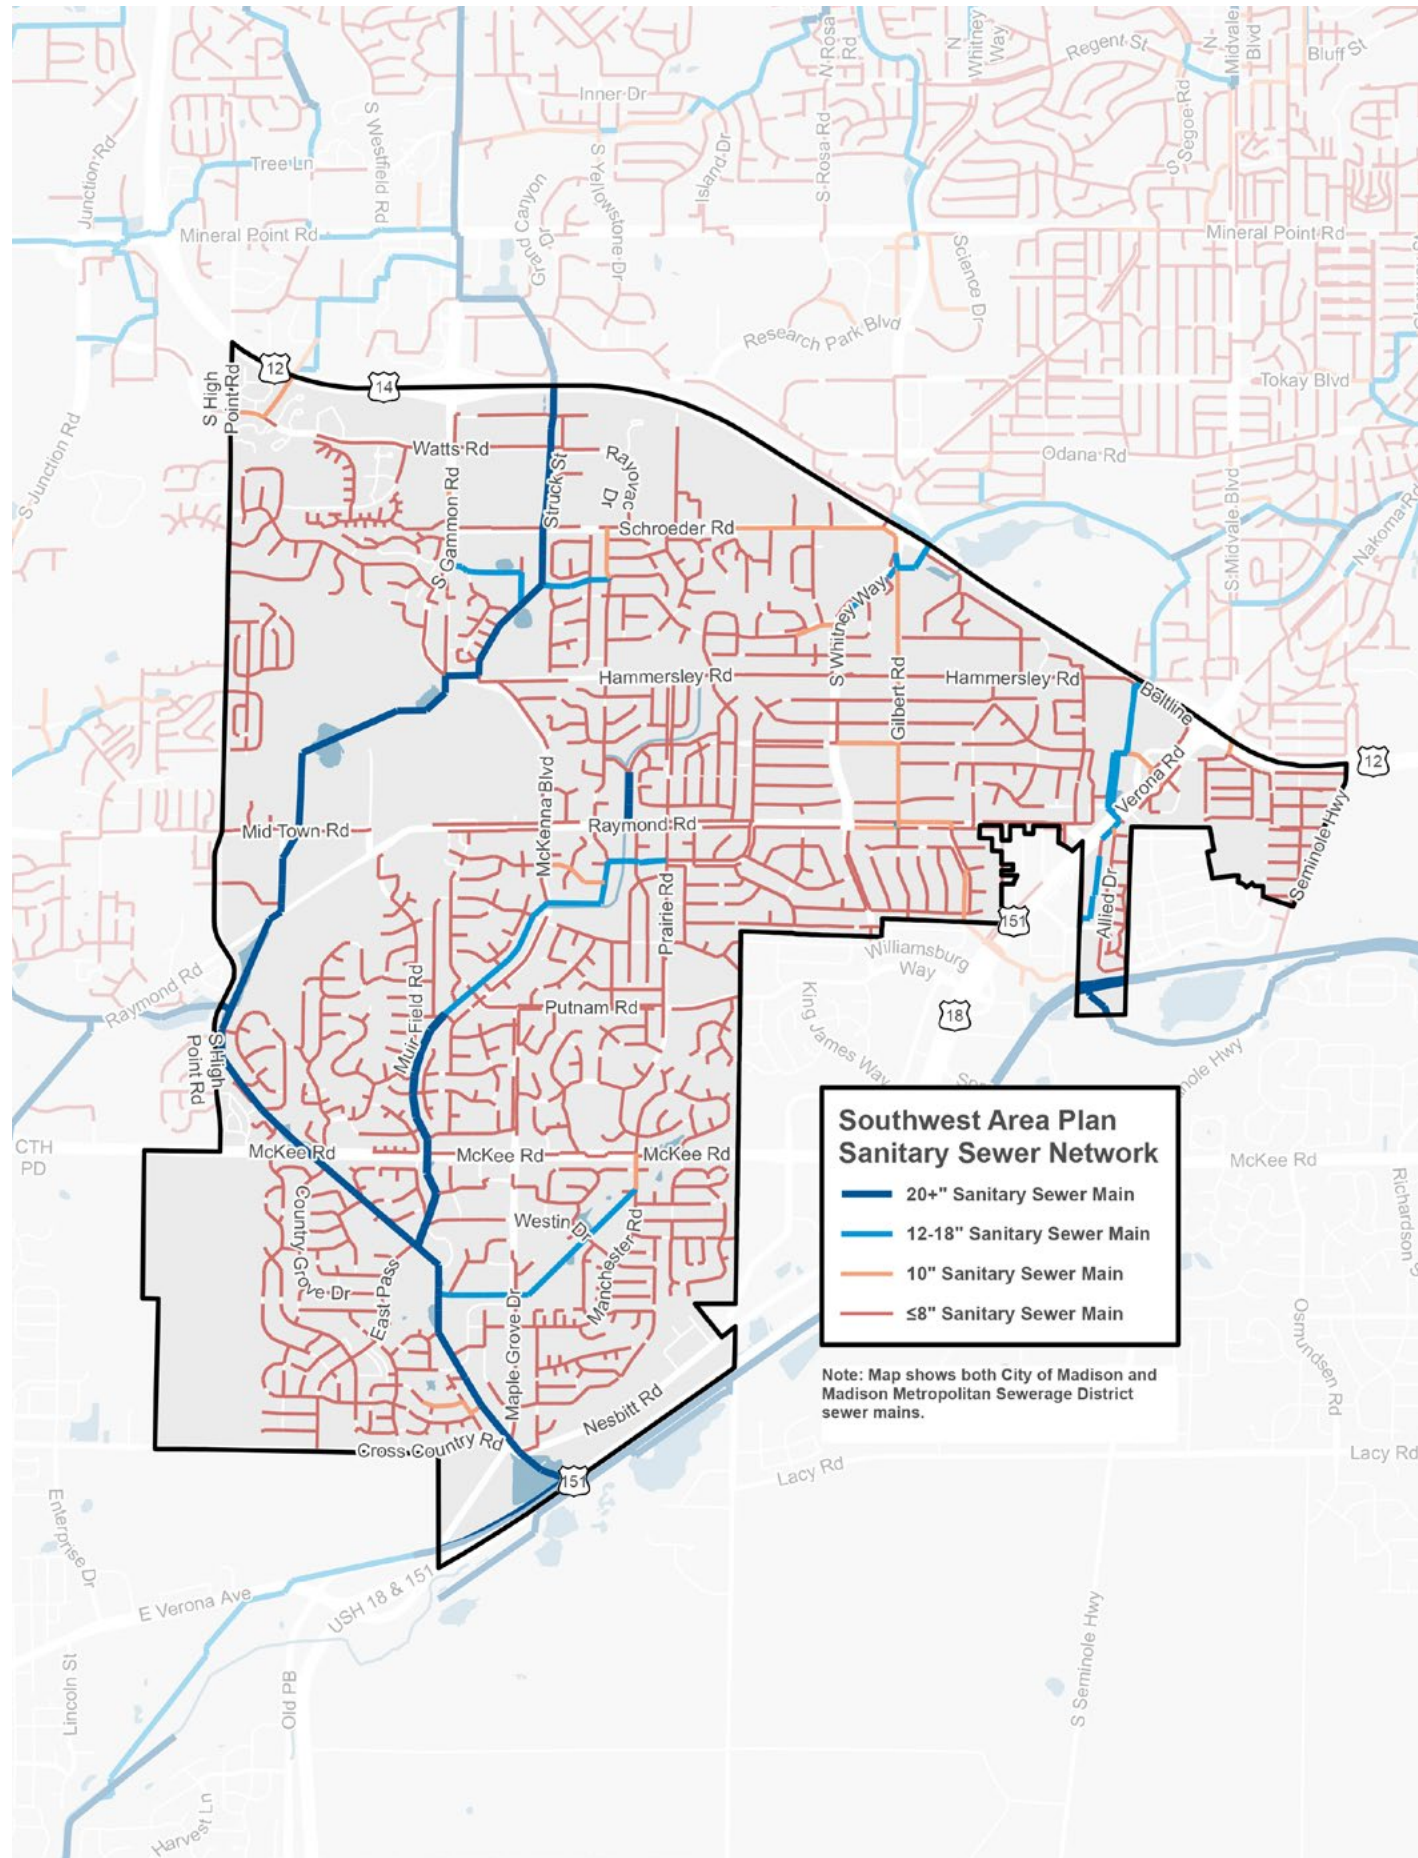 N Rosa
Rd
N
Whitney
Way
Regent St
N
Midvale
Blvd
Bluff St
Inner Dr
S Segoe Rd
Junction Rd
S Westfield Rd
Tree Ln
S Yellowstone Dr
Island Dr
S Rosa Rd
Grand Canyon
Dr
Mineral Point Rd
Mineral Point Rd
Science Dr
Research Park Blvd
12
14
S High
Point Rd
Tokay Blvd
S Junction Rd
Watts Rd
Rayovac
Dr
Odana Rd
S Gammon Rd
Struck St
Schroeder Rd
S Midvale Blvd
Nakoma Rd
S Whitney Way
Hammersley Rd
Gilbert Rd
Hammersley Rd
Beltline
12
McKenna Blvd
Verona Rd
Mid Town Rd
Raymond Rd
Seminole Hwy
Prairie Rd
Allied Dr
151
Williamsburg
Way
Raymond Rd
Muir Field Rd
Putnam Rd
King James Way
18
S High
Point Rd
CTH
PD
McKee Rd
McKee Rd
McKee Rd
McKee Rd
Southwest Area Plan
Sanitary Sewer Network
20+" Sanitary Sewer Main
12-18" Sanitary Sewer Main
10" Sanitary Sewer Main
≤8" Sanitary Sewer Main
Note: Map shows both City of Madison and
Madison Metropolitan Sewerage District
sewer mains.
Country Grove Dr
Westin Dr
Manchester Rd
East Pass
Maple Grove Dr
Osmundsen Rd
Nesbitt Rd
Cross Country Rd
151
Lacy Rd
Lacy Rd
Enterprise Dr
E Verona Ave
USH 18 & 151
Lincoln St
Old PB
S Seminole Hwy
Harvest Ln